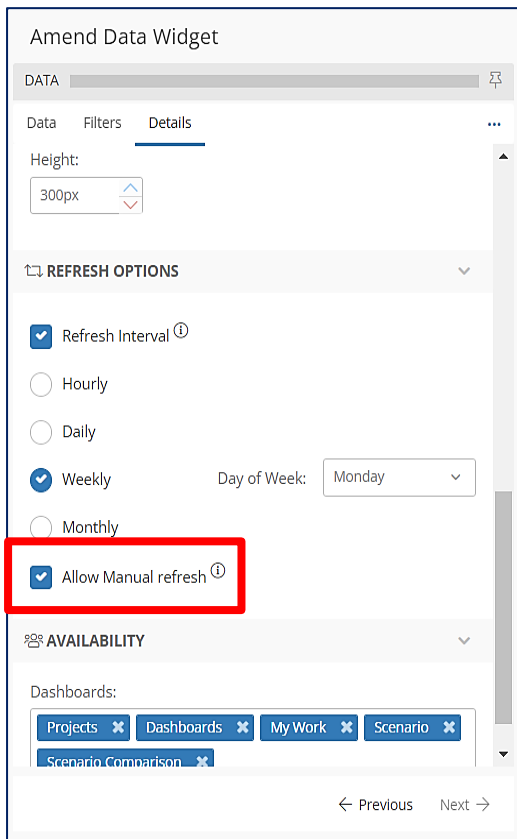 Amend Data Widget
DATA
Data Filters Details ...
Height:
300px
REFRESH OPTIONS
Refresh Interval
Hourly
Daily
Weekly Day of Week: Monday
Monthly
Allow Manual refresh
AVAILABILITY
Dashboards:
Projects Dashboards My Work Scenario
Scenario Comparison
Previous Next